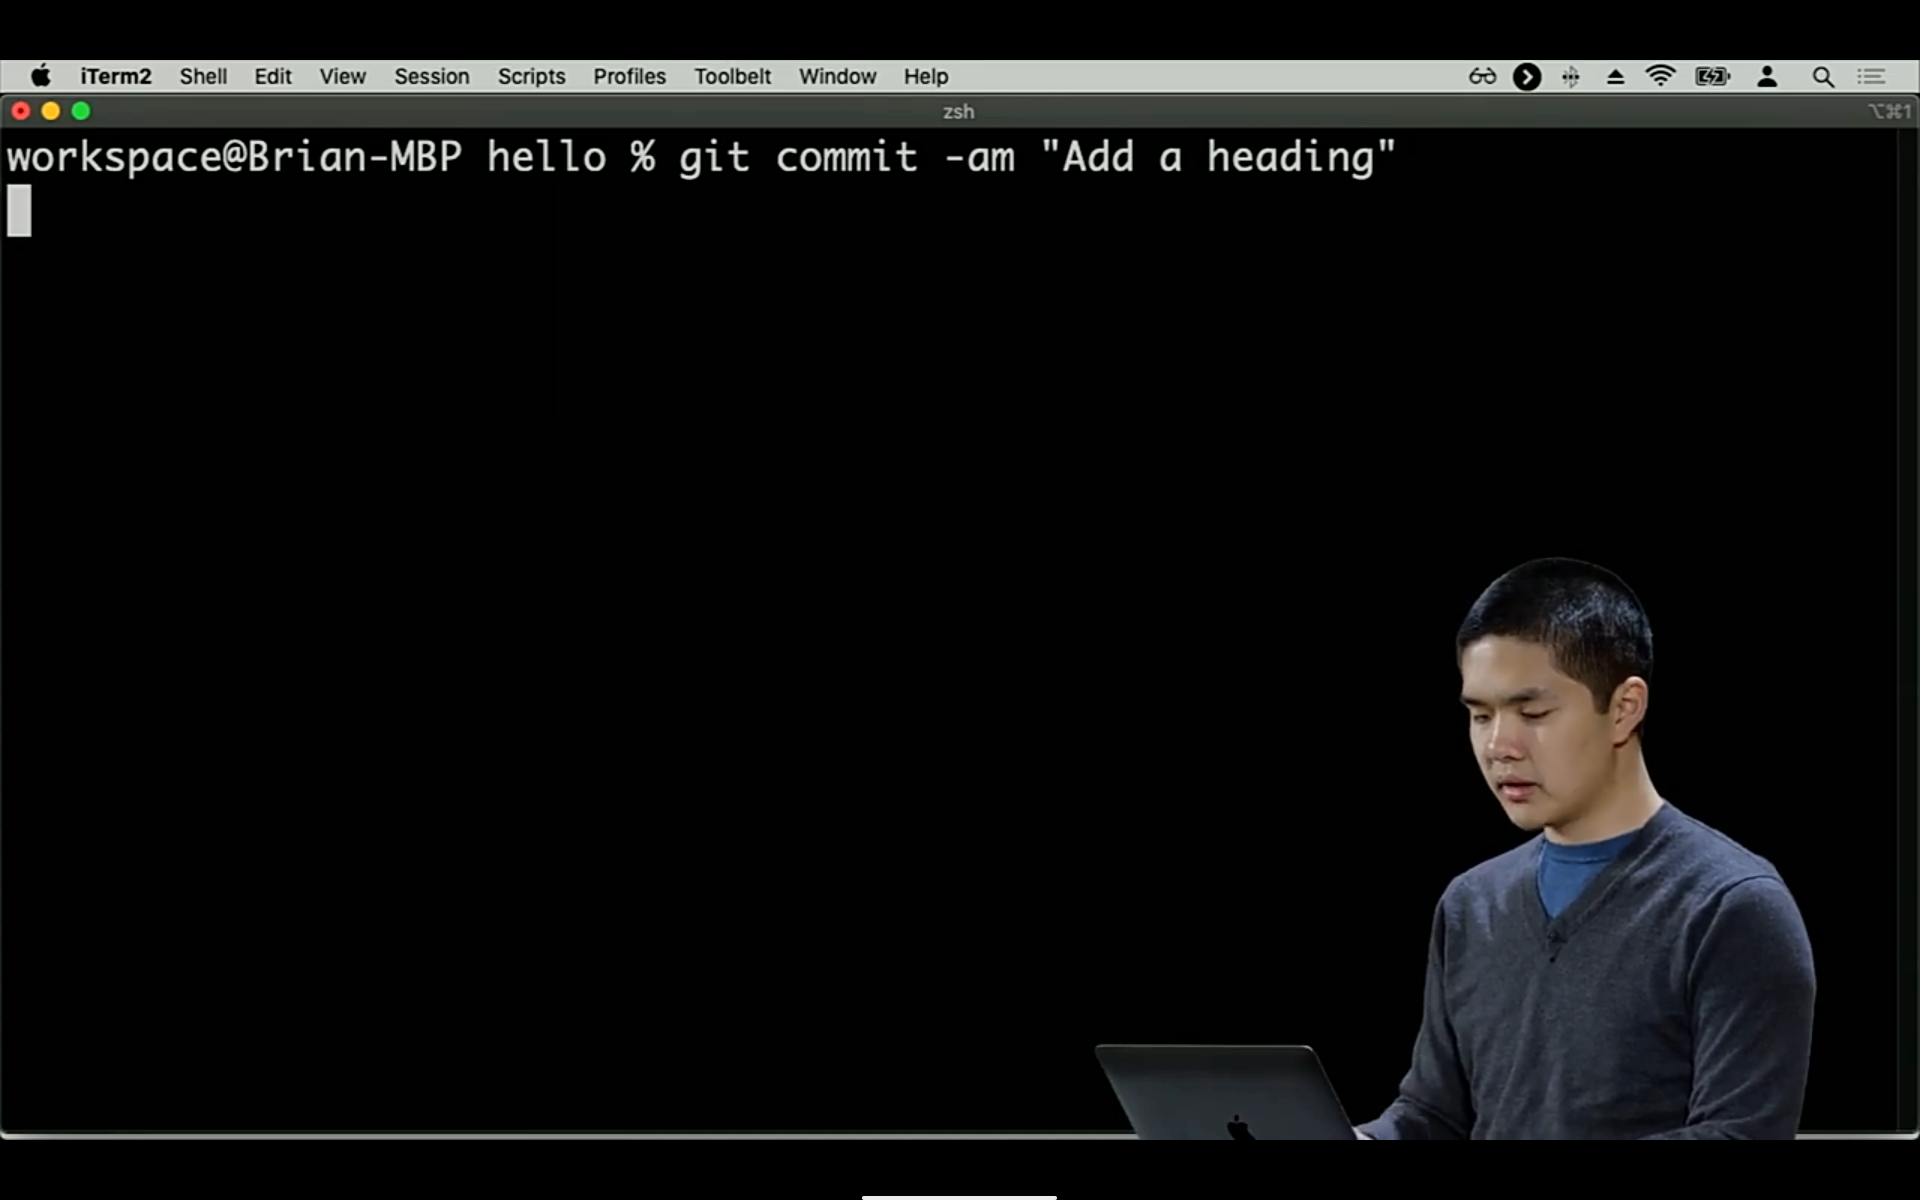 iTerm2 Shell Edit View Session Scripts Profiles Toolbelt Window Help
zsh
⌥⌘1
workspace@Brian-MBP hello % git commit -am "Add a heading"